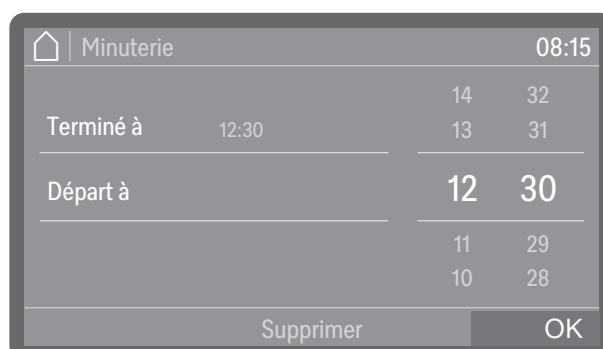 Minuterie 08:15
14 32
Terminé à 12:30 13 31
Départ à 12 30
11 29
10 28
Supprimer OK